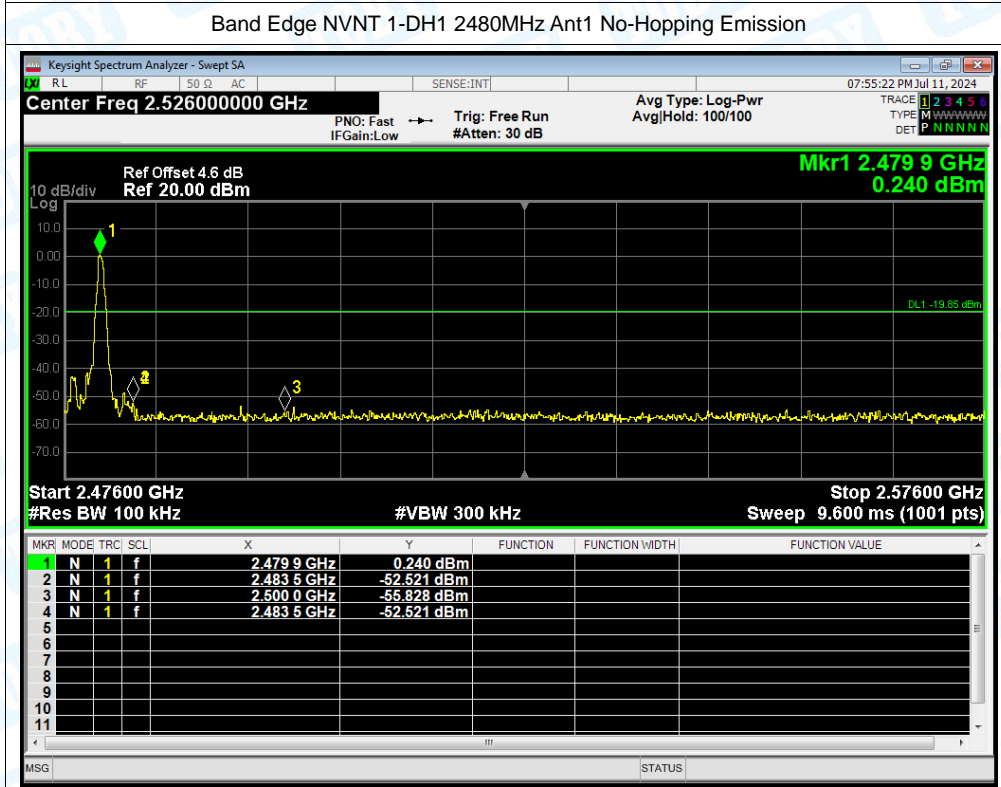 Band Edge NVNT 1-DH1 2480MHz Ant1 No-Hopping Emission
Keysight Spectrum Analyzer - Swept SA
LXI RL RF 50 Ω AC SENSE:INT 07:55:22 PM Jul 11, 2024
Center Freq 2.526000000 GHz
PNO: Fast
IFGain:Low
Trig: Free Run
#Atten: 30 dB
Avg Type: Log-Pwr
Avg|Hold: 100/100
TRACE 1 2 3 4 5 6
TYPE M WWWWW
DET P N N N N N
Mkr1 2.479 9 GHz
0.240 dBm
Ref Offset 4.6 dB
10 dB/div Ref 20.00 dBm
Log
10.0
0.00
-10.0
-20.0
-30.0
-40.0
-50.0
-60.0
-70.0
1
DL1 -19.85 dBm
2
3
Start 2.47600 GHz
Stop 2.57600 GHz
#Res BW 100 kHz
#VBW 300 kHz
Sweep 9.600 ms (1001 pts)
MKR MODE TRC SCL X Y FUNCTION FUNCTION WIDTH FUNCTION VALUE
1 N 1 f 2.479 9 GHz 0.240 dBm
2 N 1 f 2.483 5 GHz -52.521 dBm
3 N 1 f 2.500 0 GHz -55.828 dBm
4 N 1 f 2.483 5 GHz -52.521 dBm
5
6
7
8
9
10
11
MSG STATUS